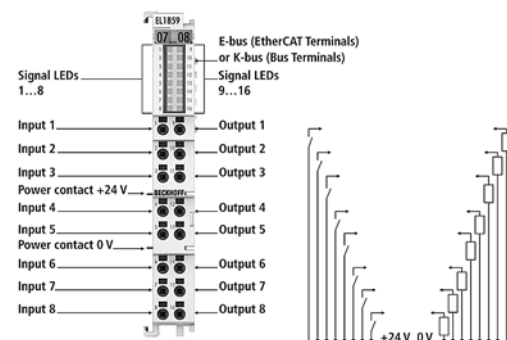 EL1859
07 08
E-bus (EtherCAT Terminals)
or K-bus (Bus Terminals)
Signal LEDs
1...8
Signal LEDs
9...16
Input 1
Output 1
Input 2
Output 2
Input 3
Output 3
Power contact +24 V
BECKHOFF
Input 4
Output 4
Input 5
Output 5
Power contact 0 V
Input 6
Output 6
Input 7
Output 7
Input 8
Output 8
+24 V 0 V